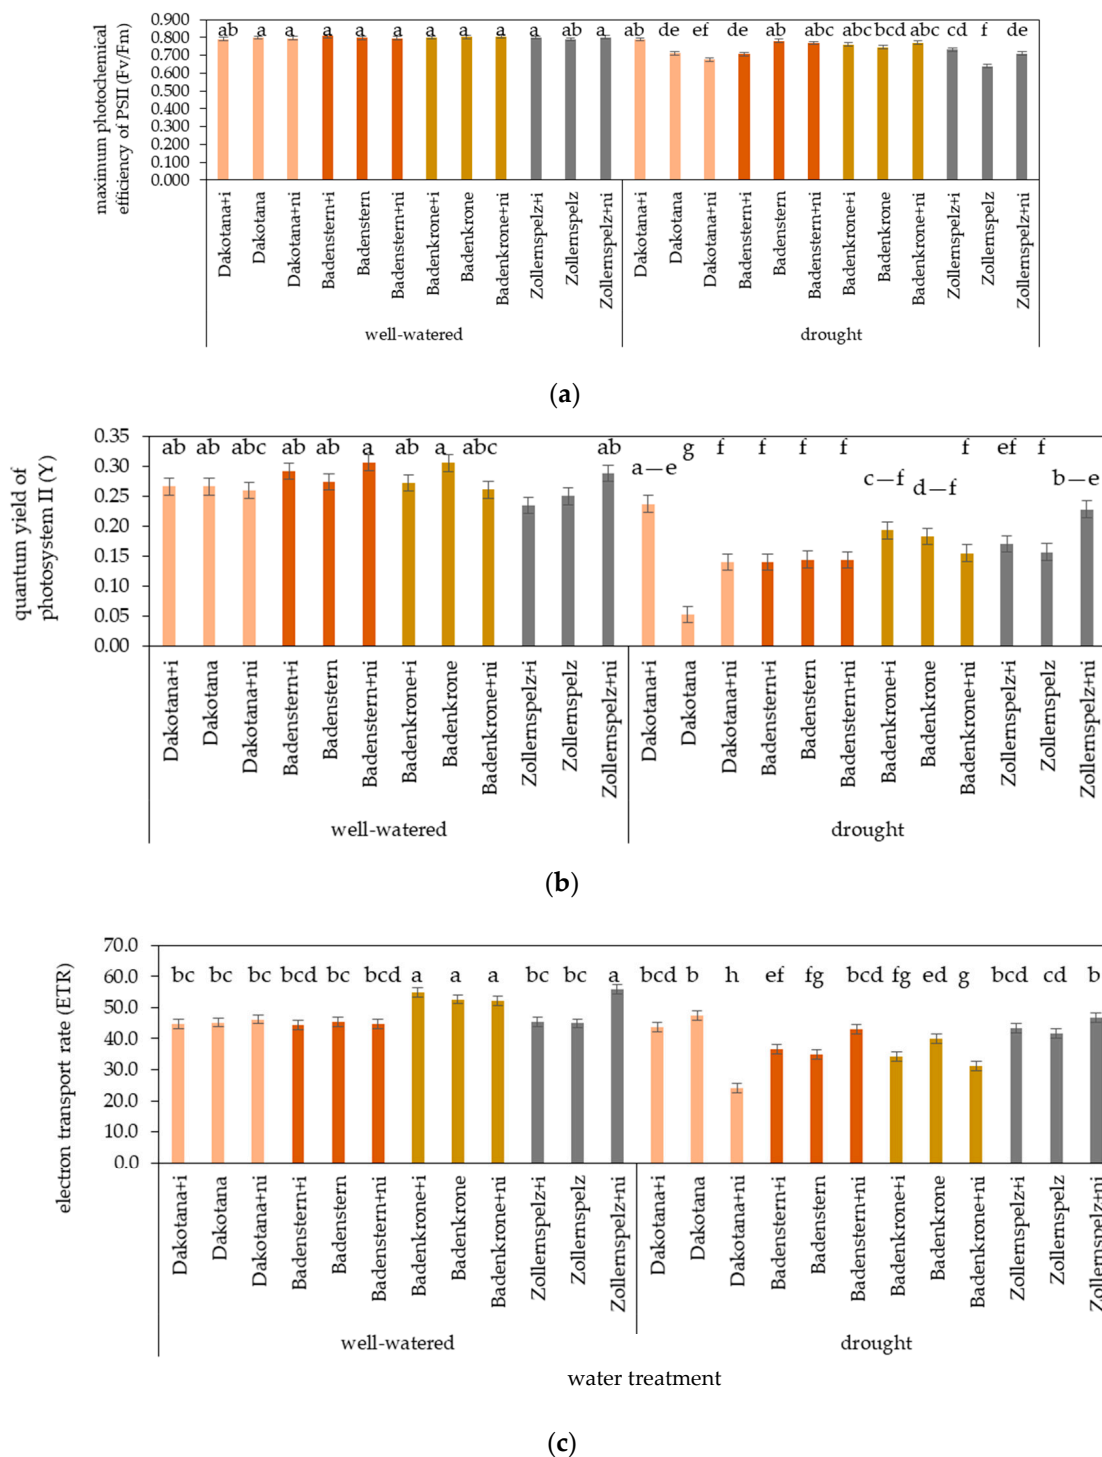 maximum photochemical
efficiency of PSII (Fv/Fm)
0.900
0.800
0.700
0.600
0.500
0.400
0.300
0.200
0.100
0.000
ab a a a a a a a a a ab a ab de ef de ab abc abc bcd abc cd f de
Dakotana+i
Dakotana
Dakotana+ni
Badenstern+i
Badenstern
Badenstern+ni
Badenkrone+i
Badenkrone
Badenkrone+ni
Zollernspelz+i
Zollernspelz
Zollernspelz+ni
Dakotana+i
Dakotana
Dakotana+ni
Badenstern+i
Badenstern
Badenstern+ni
Badenkrone+i
Badenkrone
Badenkrone+ni
Zollernspelz+i
Zollernspelz
Zollernspelz+ni
well-watered drought
(a)
quantum yield of
photosystem II (Y)
0.35
0.30
0.25
0.20
0.15
0.10
0.05
0.00
ab ab abc ab ab a ab a abc ab a–e g f f f f c–f d–f f ef f b–e
Dakotana+i
Dakotana
Dakotana+ni
Badenstern+i
Badenstern
Badenstern+ni
Badenkrone+i
Badenkrone
Badenkrone+ni
Zollernspelz+i
Zollernspelz
Zollernspelz+ni
Dakotana+i
Dakotana
Dakotana+ni
Badenstern+i
Badenstern
Badenstern+ni
Badenkrone+i
Badenkrone
Badenkrone+ni
Zollernspelz+i
Zollernspelz
Zollernspelz+ni
well-watered drought
(b)
electron transport rate (ETR)
70.0
60.0
50.0
40.0
30.0
20.0
10.0
0.0
bc bc bc bcd bc bcd a a a bc bc a bcd b h ef fg bcd fg ed g bcd cd b
Dakotana+i
Dakotana
Dakotana+ni
Badenstern+i
Badenstern
Badenstern+ni
Badenkrone+i
Badenkrone
Badenkrone+ni
Zollernspelz+i
Zollernspelz
Zollernspelz+ni
Dakotana+i
Dakotana
Dakotana+ni
Badenstern+i
Badenstern
Badenstern+ni
Badenkrone+i
Badenkrone
Badenkrone+ni
Zollernspelz+i
Zollernspelz
Zollernspelz+ni
well-watered drought
water treatment
(c)